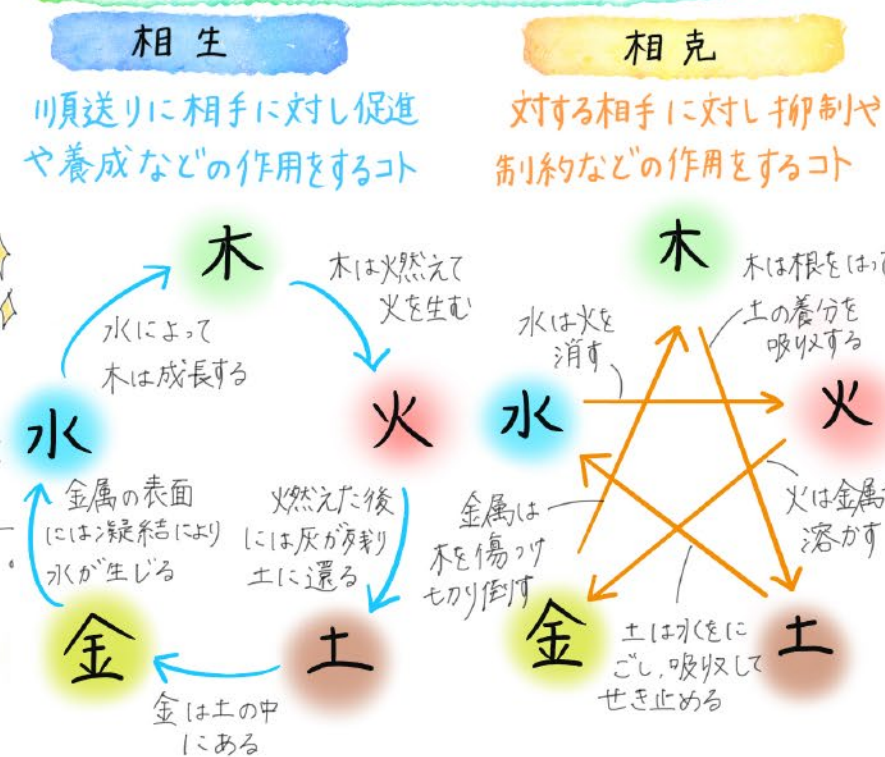 相生
順送りに相手に対し促進
や養成などの作用をするコト
木
木は燃えて
火を生む
火
燃えた後
には灰が残り
土に還る
土
金は土の中
にある
金
金属の表面
には凝結により
水が生じる
水
水によって
木は成長する
相克
対する相手に対し抑制や
制約などの作用をするコト
木
木は根をはって
土の養分を
吸収する
水は火を
消す
水
火
金属は
木を傷つけ
切り倒す
火は金属
溶かす
金
土は水をに
ごし、吸収して
せき止める
土